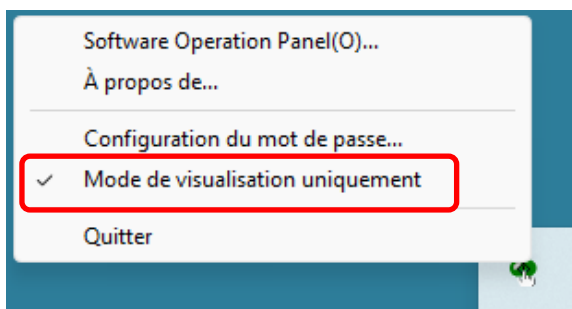 Software Operation Panel(O)...
À propos de...
Configuration du mot de passe...
Mode de visualisation uniquement
Quitter